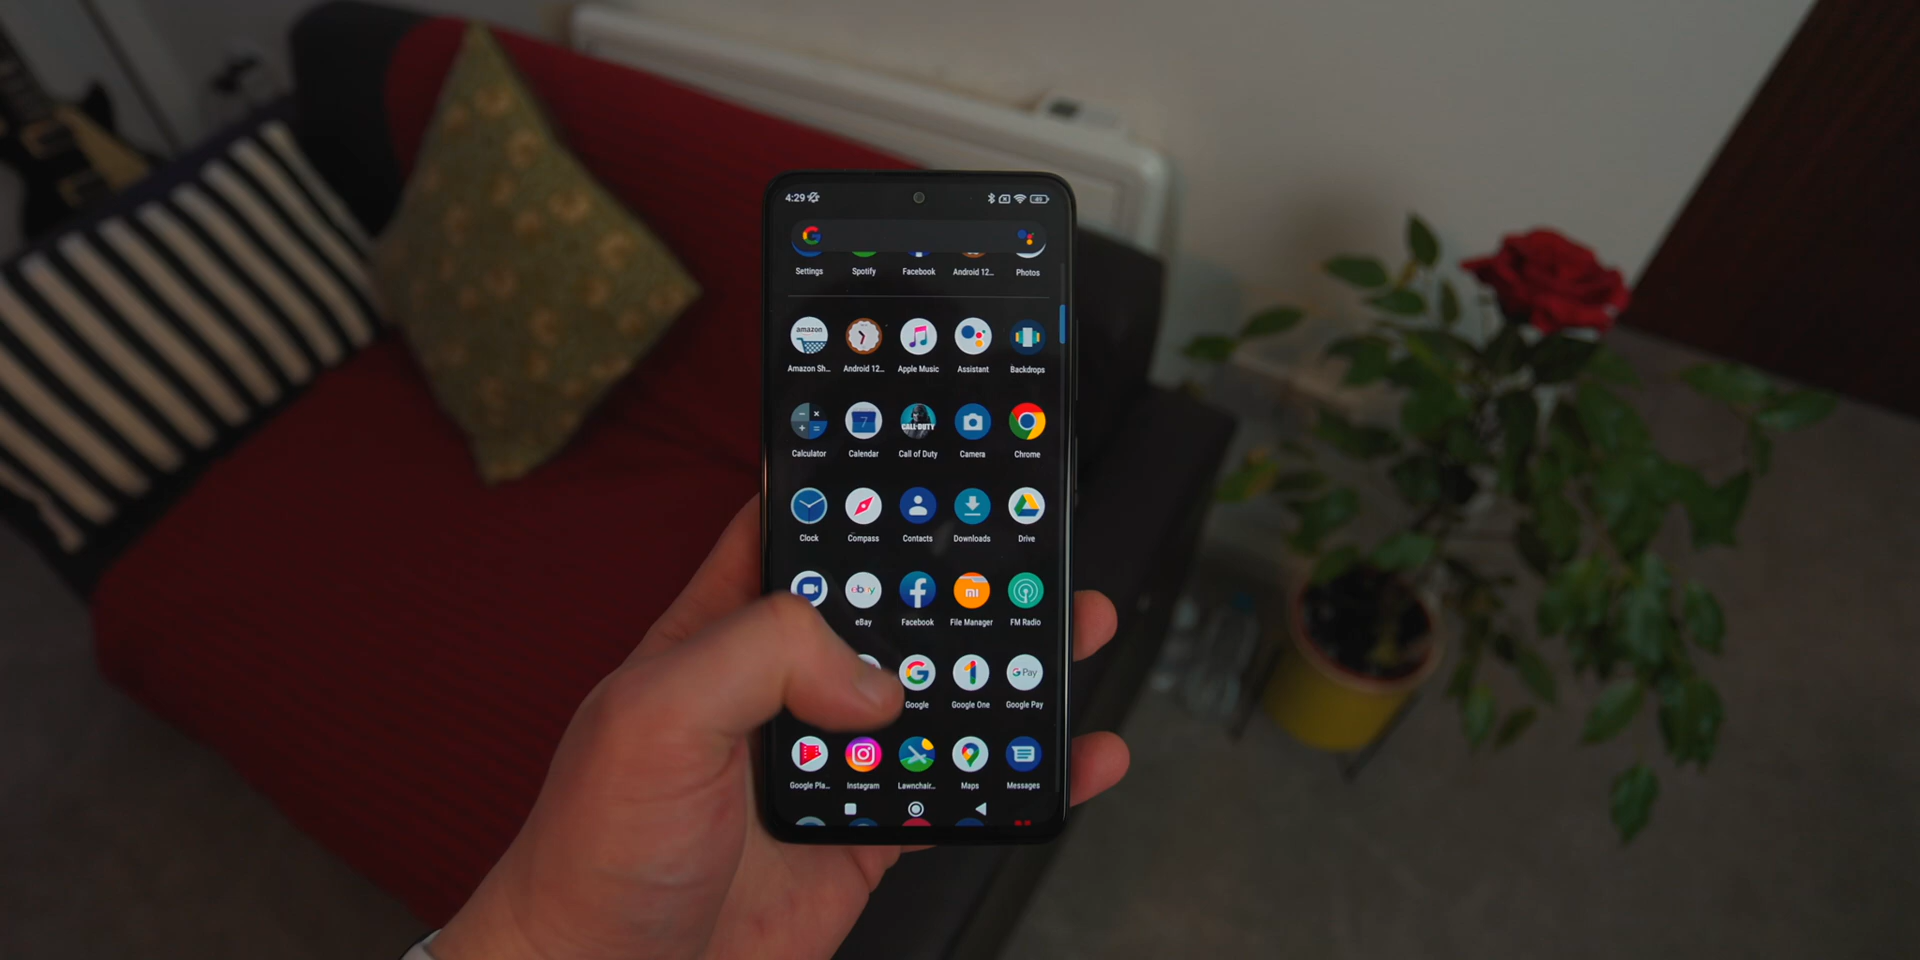 4:29
Settings Spotify Facebook Android 12... Photos
amazon
Amazon Sh... Android 12... Apple Music Assistant Backdrops
7 CALL OF DUTY
Calculator Calendar Call of Duty Camera Chrome
Clock Compass Contacts Downloads Drive
ebay mi
eBay Facebook File Manager FM Radio
G Pay
Google Google One Google Pay
Google Pla... Instagram Lawnchair... Maps Messages